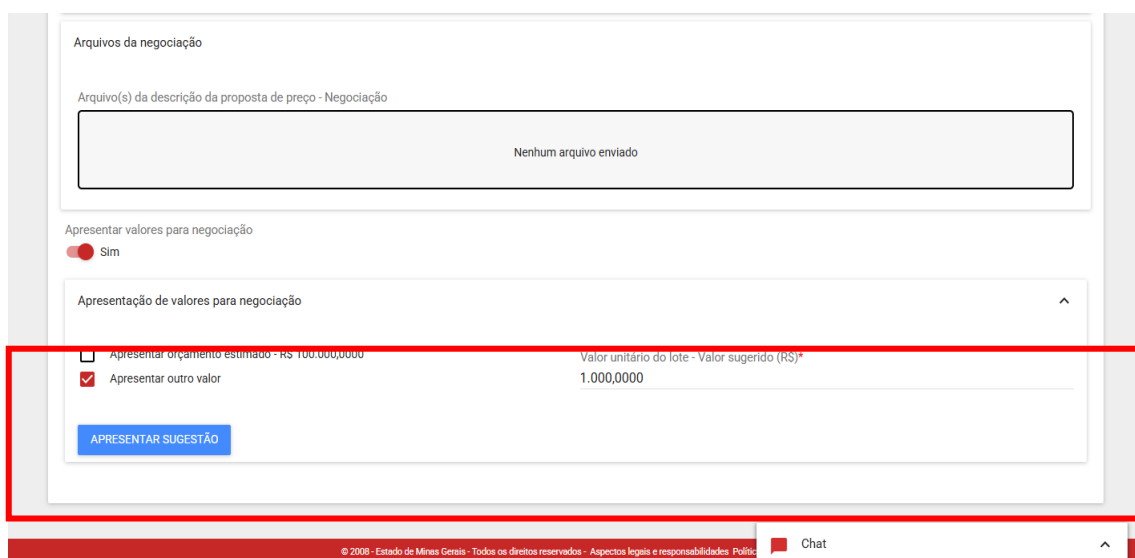 Arquivos da negociação
Arquivo(s) da descrição da proposta de preço - Negociação
Nenhum arquivo enviado
Apresentar valores para negociação
Sim
Apresentação de valores para negociação
Apresentar orçamento estimado - R$ 100.000,0000
Valor unitário do lote - Valor sugerido (R$)*
Apresentar outro valor
1.000,0000
APRESENTAR SUGESTÃO
© 2008 - Estado de Minas Gerais - Todos os direitos reservados - Aspectos legais e responsabilidades Polític
Chat